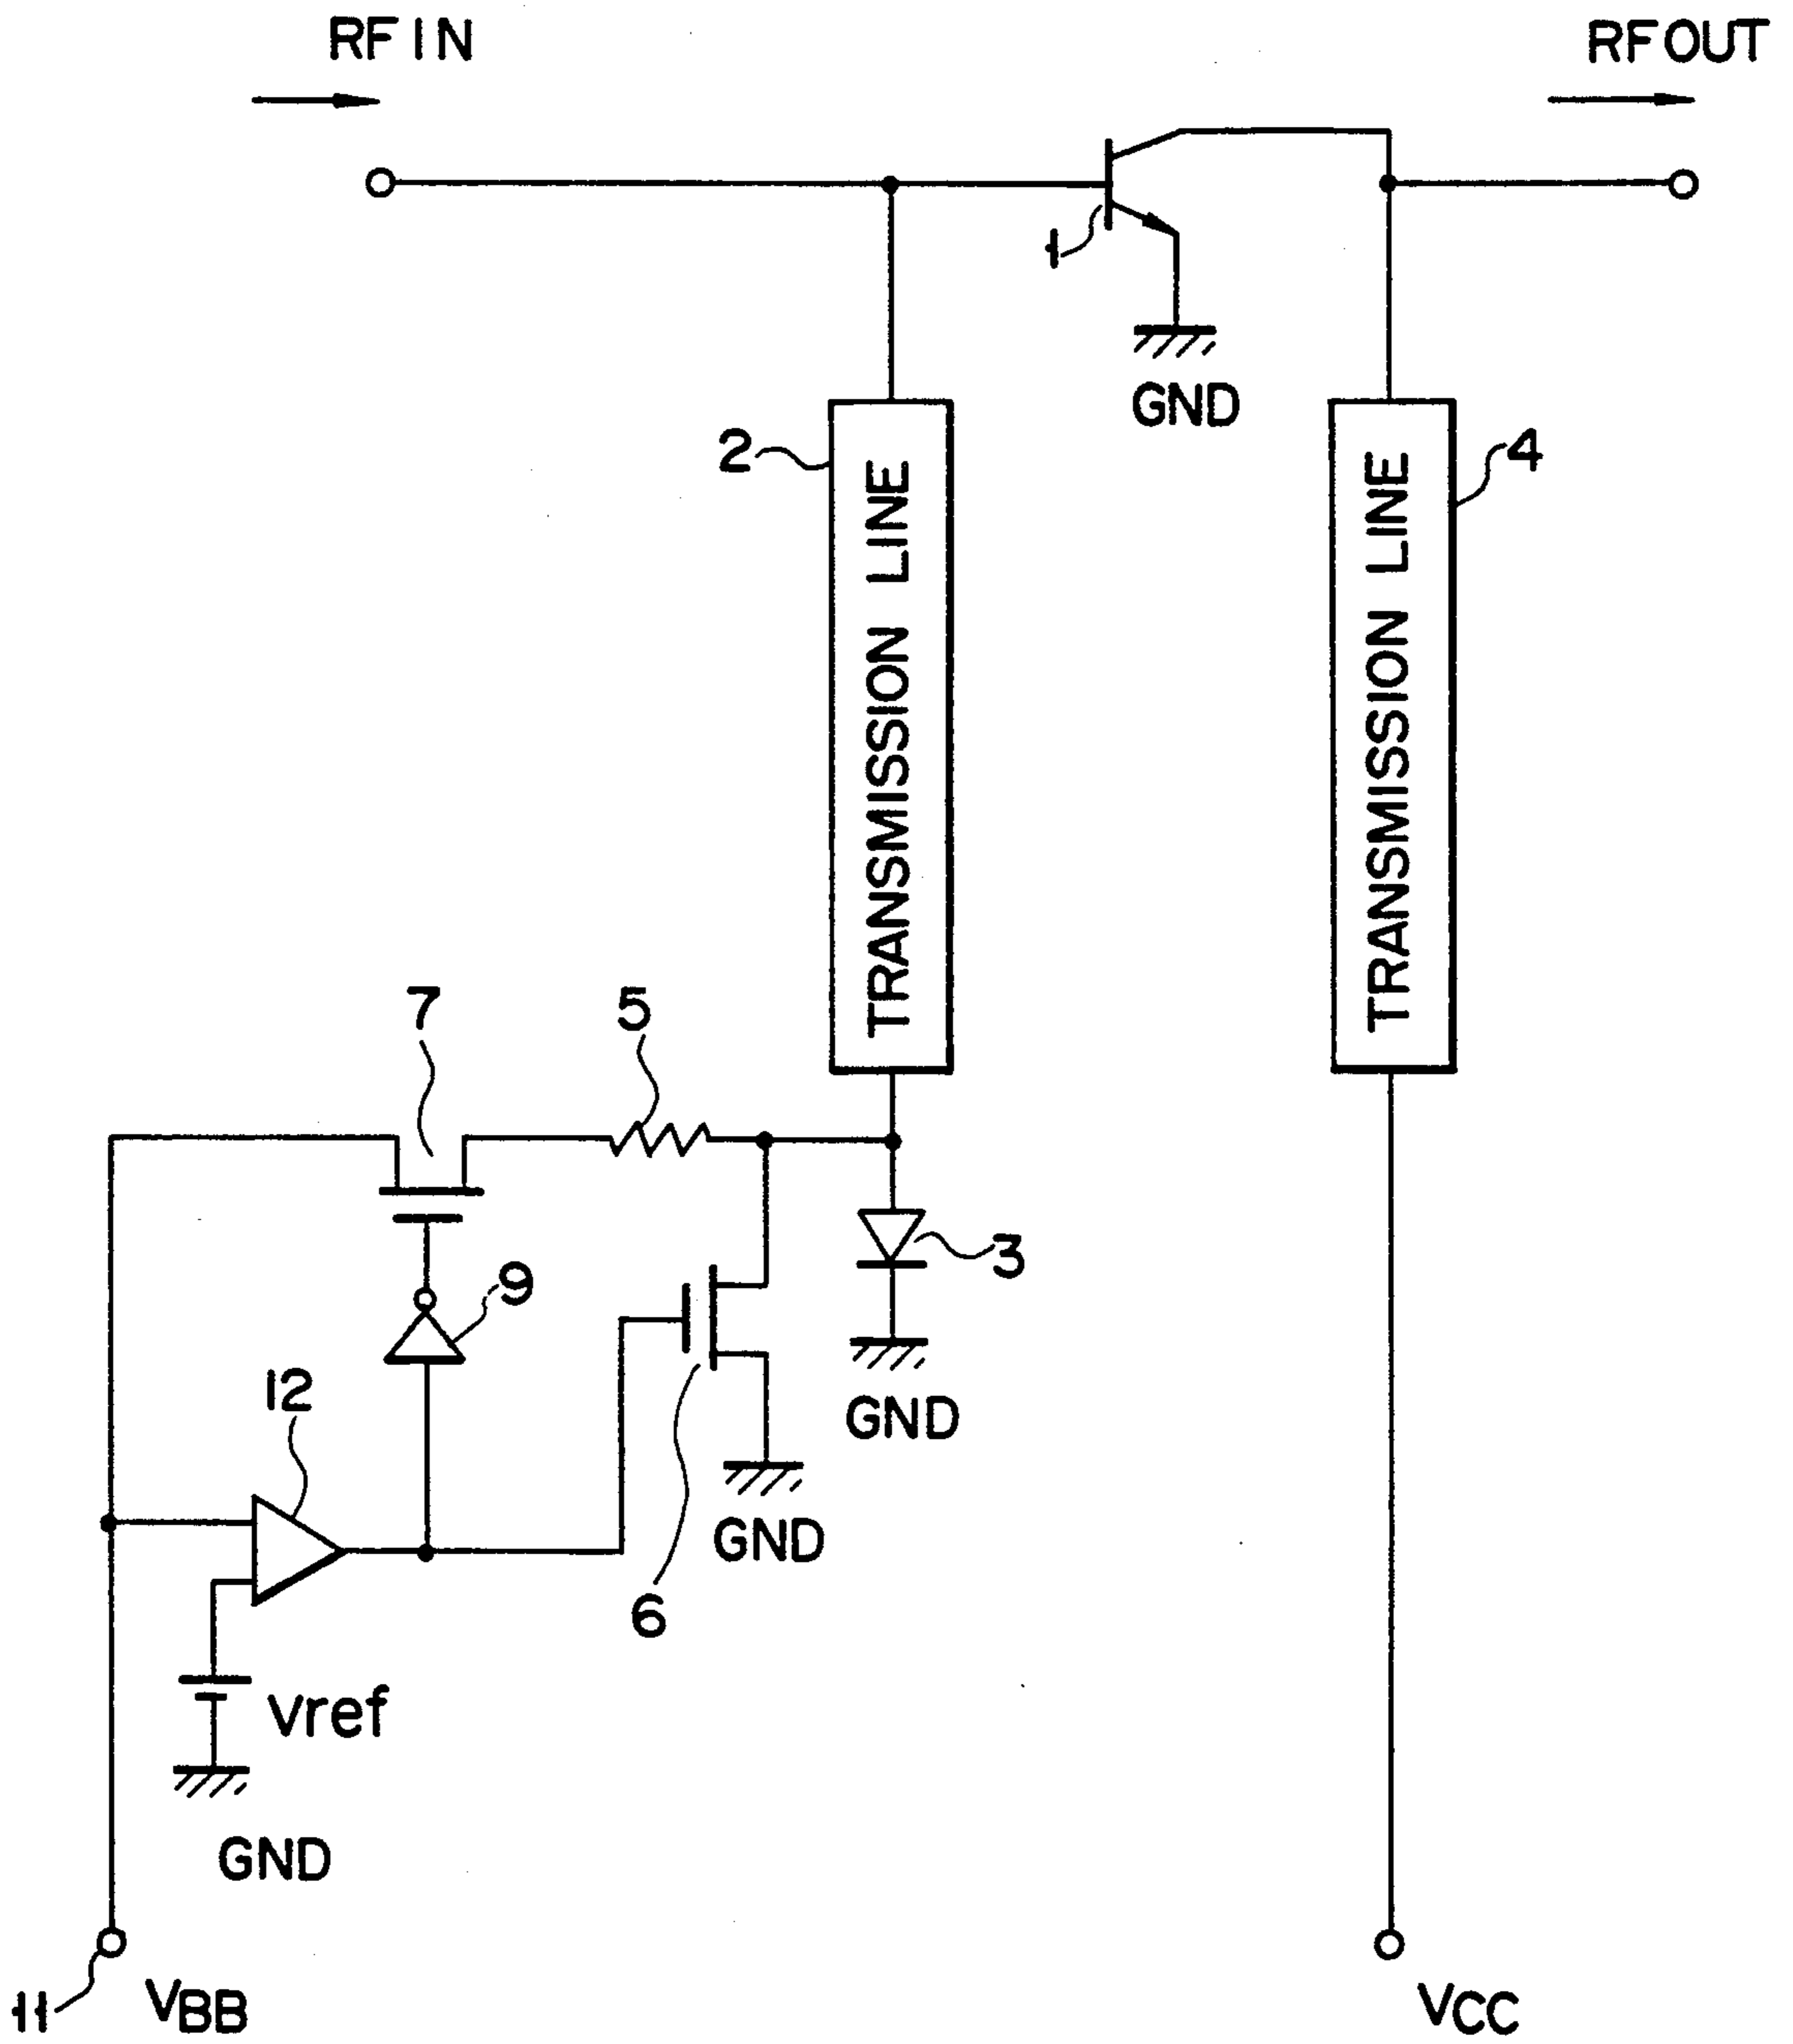 RF IN
RF OUT
1
GND
2
TRANSMISSION LINE
4
TRANSMISSION LINE
7
5
3
9
12
GND
GND
6
Vref
GND
11
VBB
VCC